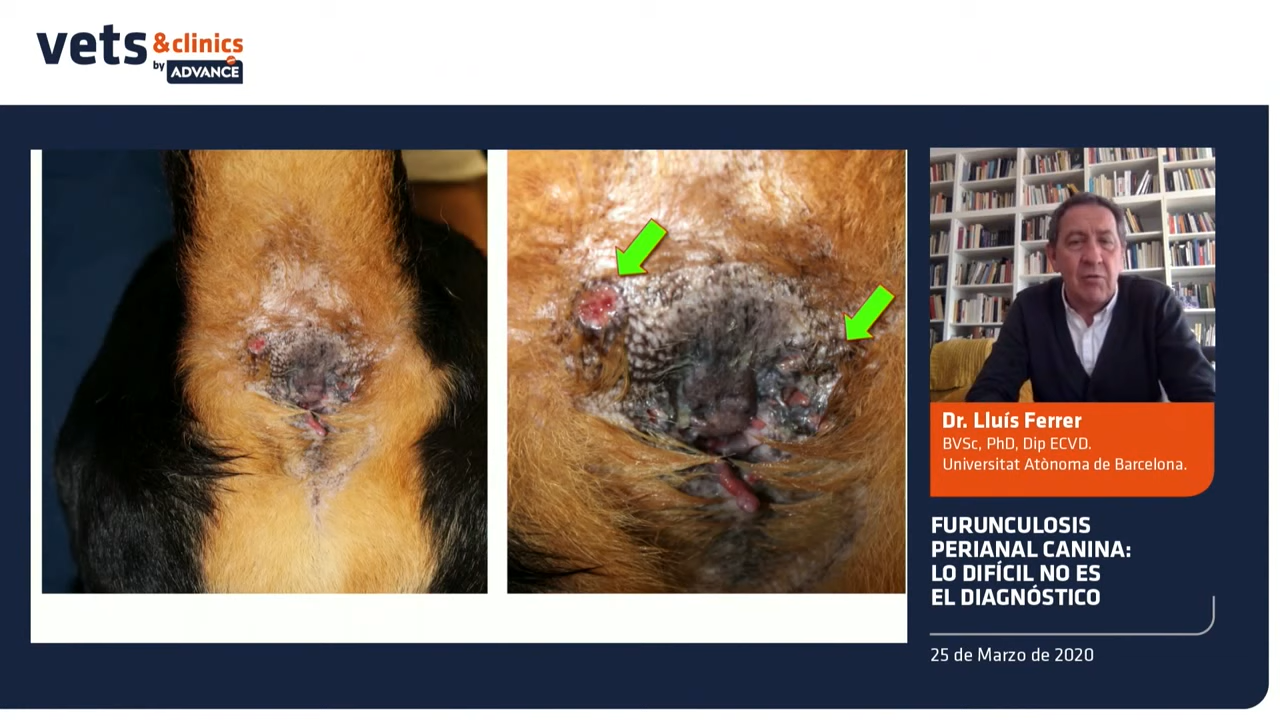 vets &clinics
by ADVANCE
Dr. Lluís Ferrer
BVSc, PhD, Dip ECVD.
Universitat Atònoma de Barcelona.
FURUNCULOSIS
PERIANAL CANINA:
LO DIFÍCIL NO ES
EL DIAGNÓSTICO
25 de Marzo de 2020